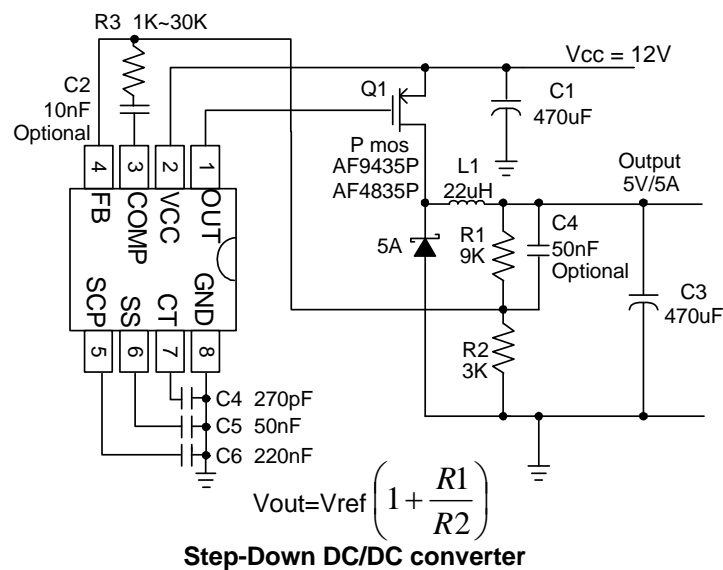 R3 1K~30K
Vcc = 12V
C2
10nF
Optional
Q1
C1
470uF
P mos
AF9435P
AF4835P
L1
22uH
Output
5V/5A
4
3
2
1
FB
COMP
VCC
OUT
5A
R1
9K
C4
50nF
Optional
C3
470uF
SCP
SS
CT
GND
R2
3K
5
6
7
8
C4 270pF
C5 50nF
C6 220nF
Vout=Vref(1+R1/R2)
Step-Down DC/DC converter